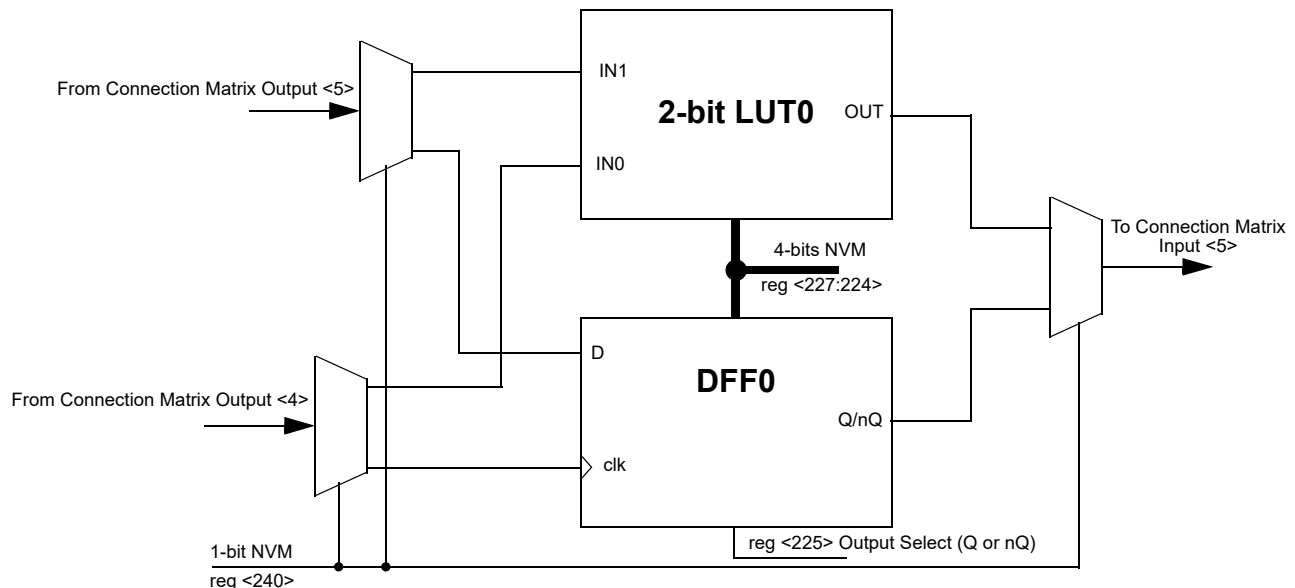 IN1
From Connection Matrix Output <5>
2-bit LUT0
OUT
IN0
To Connection Matrix
Input <5>
4-bits NVM
reg <227:224>
D
DFF0
From Connection Matrix Output <4>
Q/nQ
clk
reg <225> Output Select (Q or nQ)
1-bit NVM
reg <240>